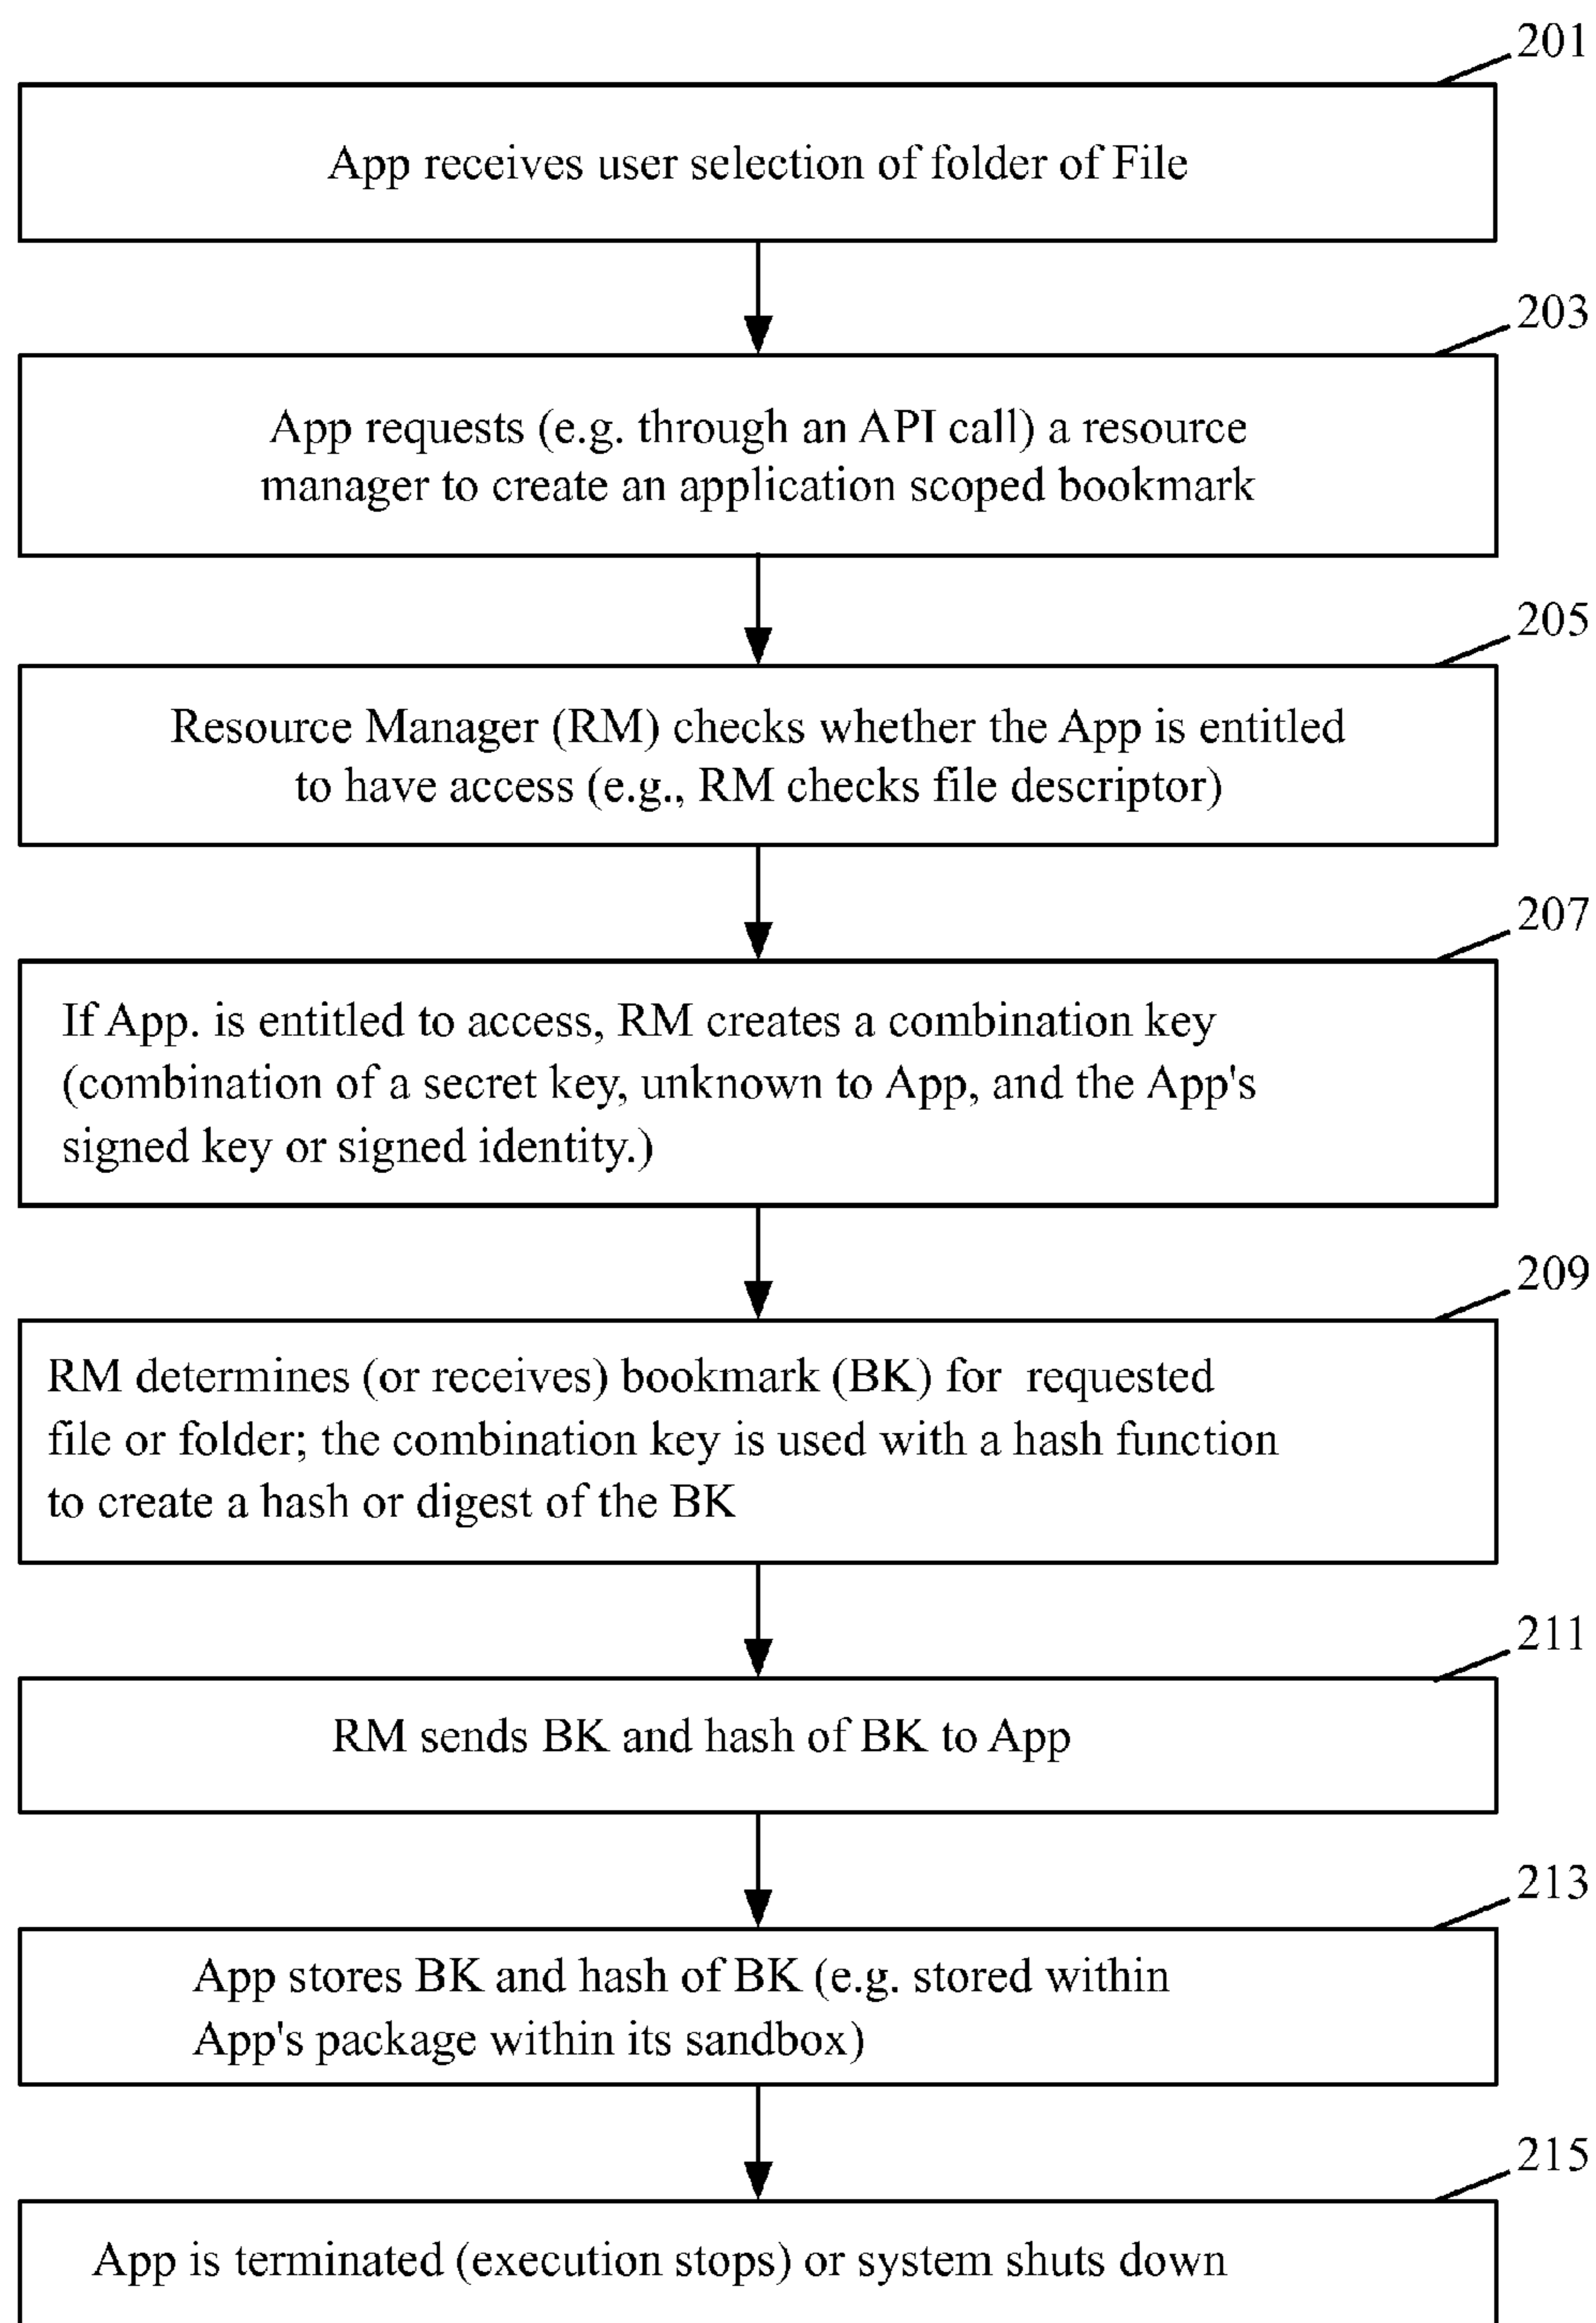 201
App receives user selection of folder of File
203
App requests (e.g. through an API call) a resource
manager to create an application scoped bookmark
205
Resource Manager (RM) checks whether the App is entitled
to have access (e.g., RM checks file descriptor)
207
If App. is entitled to access, RM creates a combination key
(combination of a secret key, unknown to App, and the App's
signed key or signed identity.)
209
RM determines (or receives) bookmark (BK) for requested
file or folder; the combination key is used with a hash function
to create a hash or digest of the BK
211
RM sends BK and hash of BK to App
213
App stores BK and hash of BK (e.g. stored within
App's package within its sandbox)
215
App is terminated (execution stops) or system shuts down